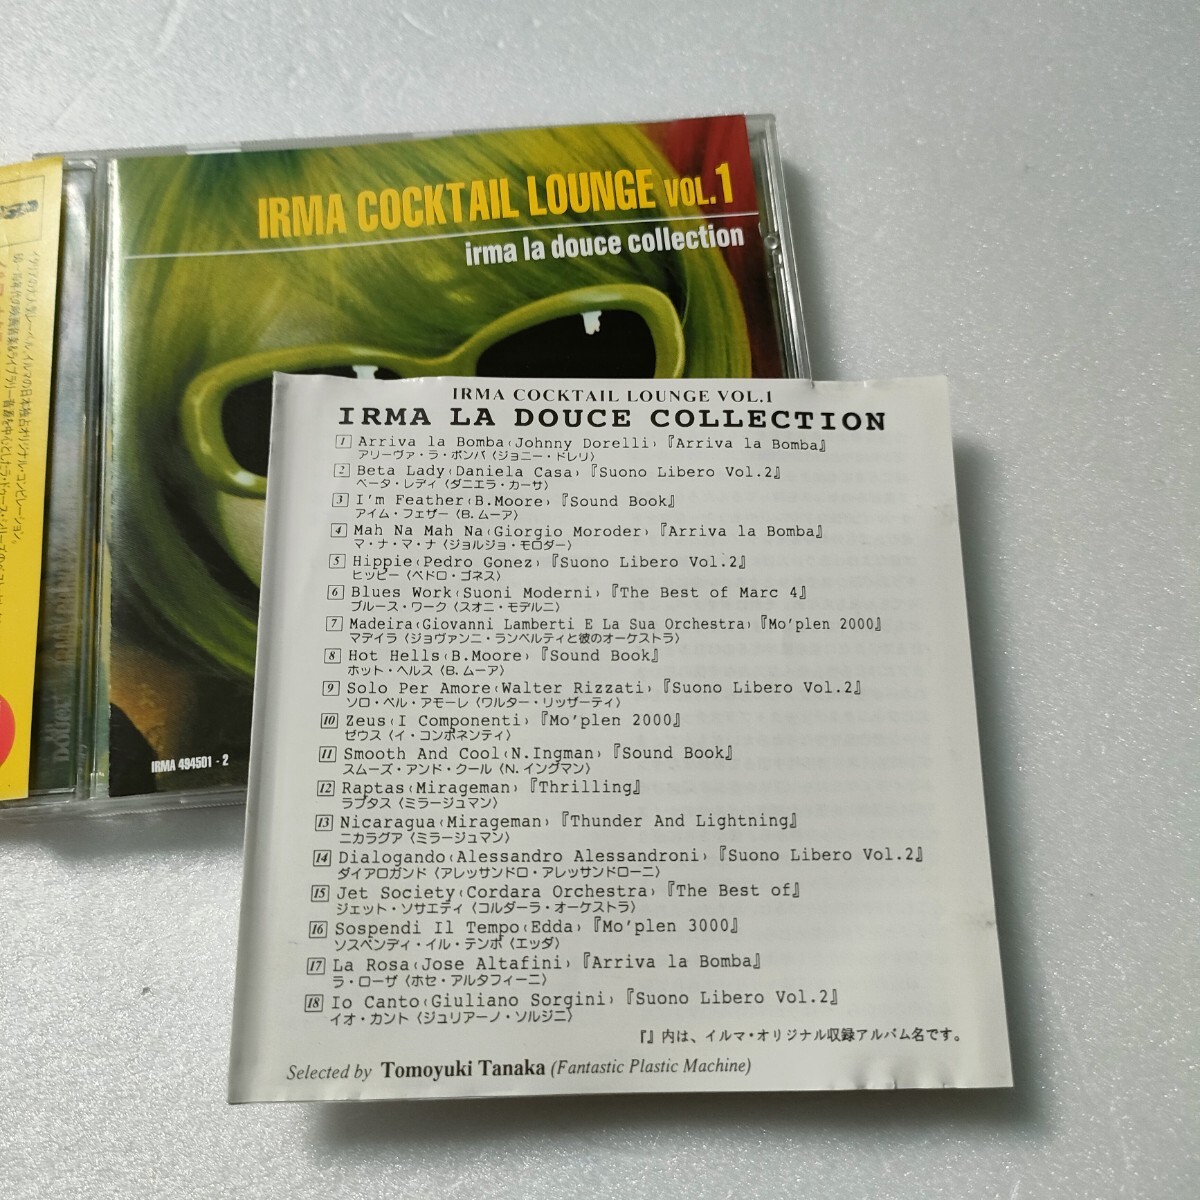 IRMA COCKTAIL LOUNGE VOL.1
irma la douce collection
IRMA 494501 - 2
IRMA COCKTAIL LOUNGE VOL.1
IRMA LA DOUCE COLLECTION
1 Arriva la Bomba〈Johnny Dorelli〉『Arriva la Bomba』
アリーヴァ・ラ・ボンバ〈ジョニー・ドレリ〉
2 Beta Lady〈Daniela Casa〉『Suono Libero Vol.2』
ベータ・レディ〈ダニエラ・カーサ〉
3 I'm Feather〈B.Moore〉『Sound Book』
アイム・フェザー〈B. ムーア〉
4 Mah Na Mah Na〈Giorgio Moroder〉『Arriva la Bomba』
マ・ナ・マ・ナ〈ジョルジョ・モロダー〉
5 Hippie〈Pedro Gonez〉『Suono Libero Vol.2』
ヒッピー〈ペドロ・ゴネス〉
6 Blues Work〈Suoni Moderni〉『The Best of Marc 4』
ブルース・ワーク〈スオニ・モデルニ〉
7 Madeira〈Giovanni Lamberti E La Sua Orchestra〉『Mo'plen 2000』
マデイラ〈ジョヴァンニ・ランベルティと彼のオーケストラ〉
8 Hot Hells〈B.Moore〉『Sound Book』
ホット・ヘルス〈B. ムーア〉
9 Solo Per Amore〈Walter Rizzati〉『Suono Libero Vol.2』
ソロ・ペル・アモーレ〈ワルター・リッザーティ〉
10 Zeus〈I Componenti〉『Mo'plen 2000』
ゼウス〈イ・コンポネンティ〉
11 Smooth And Cool〈N.Ingman〉『Sound Book』
スムーズ・アンド・クール〈N. イングマン〉
12 Raptas〈Mirageman〉『Thrilling』
ラプタス〈ミラージュマン〉
13 Nicaragua〈Mirageman〉『Thunder And Lightning』
ニカラグア〈ミラージュマン〉
14 Dialogando〈Alessandro Alessandroni〉『Suono Libero Vol.2』
ダイアロガンド〈アレッサンドロ・アレッサンドローニ〉
15 Jet Society〈Cordara Orchestra〉『The Best of』
ジェット・ソサエティ〈コルダーラ・オーケストラ〉
16 Sospendi Il Tempo〈Edda〉『Mo'plen 3000』
ソスペンディ・イル・テンポ〈エッダ〉
17 La Rosa〈Jose Altafini〉『Arriva la Bomba』
ラ・ローザ〈ホセ・アルタフィーニ〉
18 Io Canto〈Giuliano Sorgini〉『Suono Libero Vol.2』
イオ・カント〈ジュリアーノ・ソルジニ〉
『』内は、イルマ・オリジナル収録アルバム名です。
Selected by Tomoyuki Tanaka (Fantastic Plastic Machine)